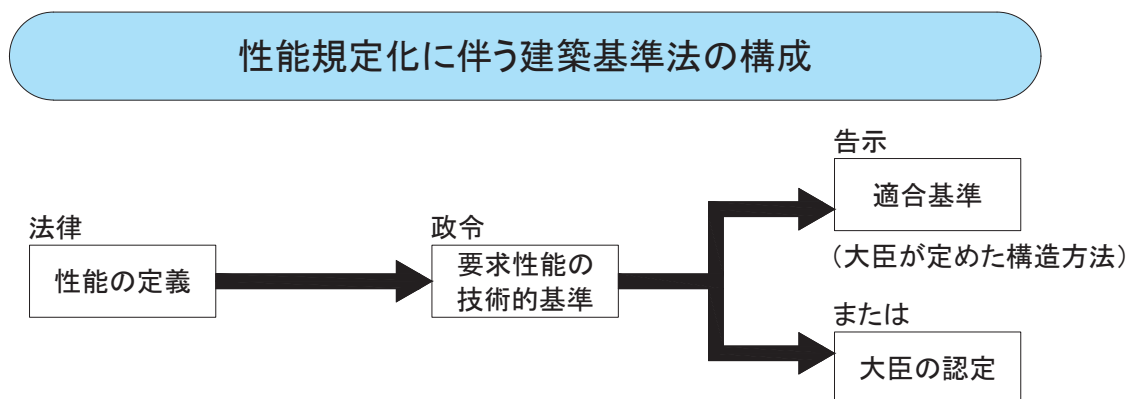 性能規定化に伴う建築基準法の構成
法律
性能の定義
政令
要求性能の
技術的基準
告示
適合基準
(大臣が定めた構造方法)
または
大臣の認定